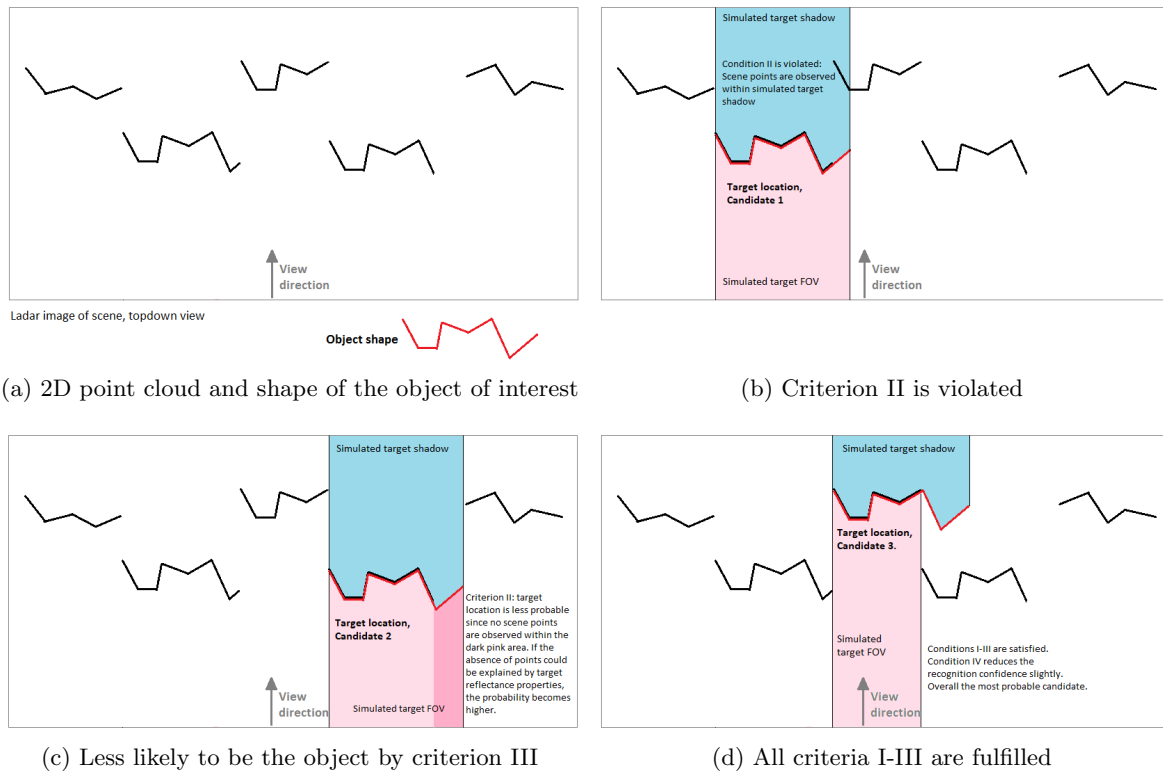 Ladar image of scene, topdown view
View
direction
Object shape
(a) 2D point cloud and shape of the object of interest
Simulated target shadow
Condition II is violated:
Scene points are observed
within simulated target
shadow
Target location,
Candidate 1
View
direction
Simulated target FOV
(b) Criterion II is violated
Simulated target shadow
Criterion II: target
location is less probable
since no scene points
are observed within the
dark pink area. If the
absence of points could
be explained by target
reflectance properties,
the probability becomes
higher.
Target location,
Candidate 2
View
direction
Simulated target FOV
(c) Less likely to be the object by criterion III
Simulated target shadow
Target location,
Candidate 3.
Simulated
target FOV
Conditions I-III are satisfied.
Condition IV reduces the
recognition confidence slightly.
Overall the most probable candidate.
View
direction
(d) All criteria I-III are fulfilled